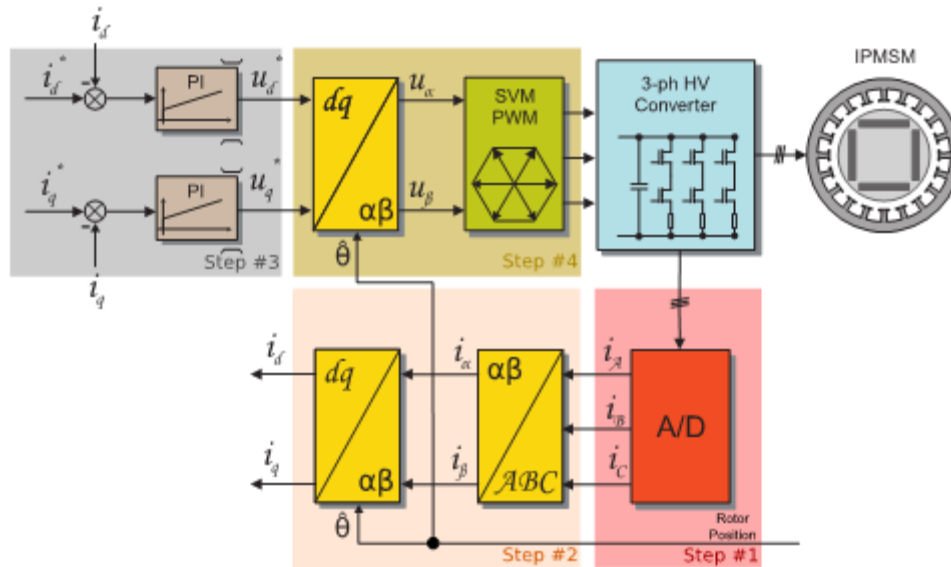 i_d
i_d*
-
PI
u_d*
dq
αβ
u_α
u_β
SVM
PWM
3-ph HV
Converter
IPMSM
i_q*
-
PI
u_q*
Step #3
i_q
θ̂
Step #4
i_d
dq
αβ
i_α
αβ
ABC
i_A
A/D
i_B
i_q
i_β
i_C
θ̂
Rotor
Position
Step #2
Step #1